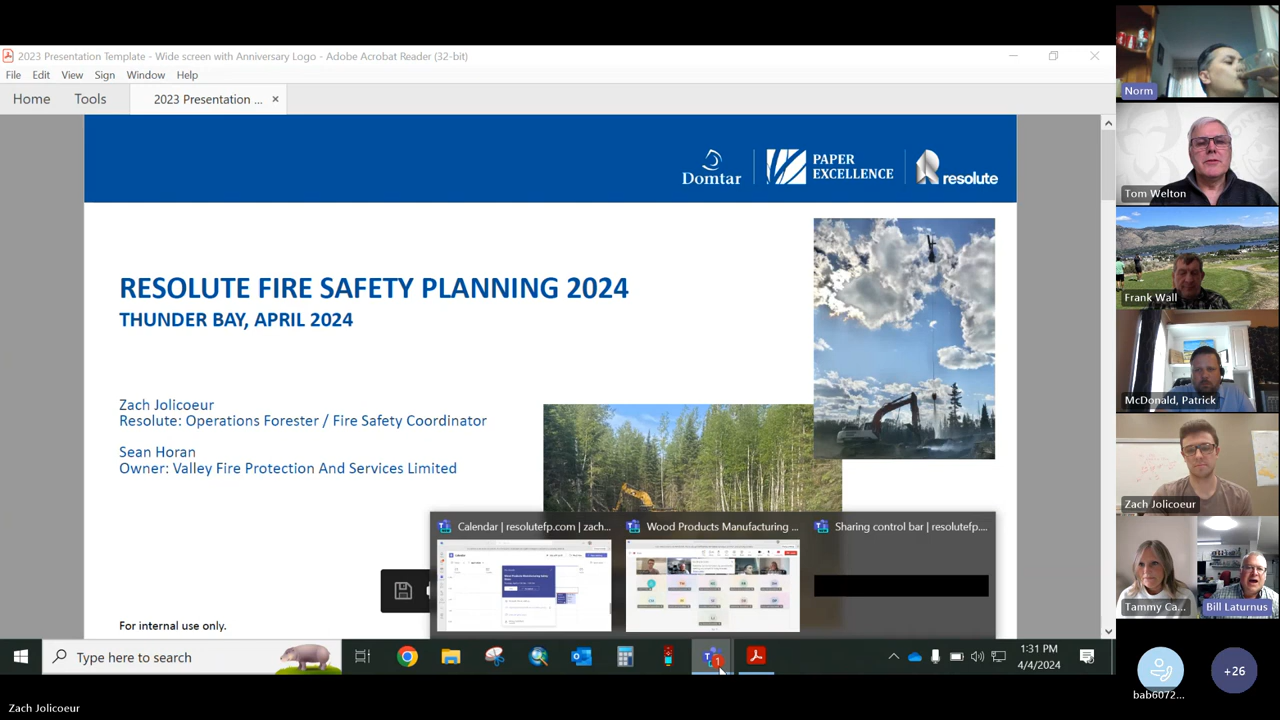 2023 Presentation Template - Wide screen with Anniversary Logo - Adobe Acrobat Reader (32-bit)
File Edit View Sign Window Help
Home Tools 2023 Presentation ...
Domtar
PAPER
EXCELLENCE
resolute
RESOLUTE FIRE SAFETY PLANNING 2024
THUNDER BAY, APRIL 2024
Zach Jolicoeur
Resolute: Operations Forester / Fire Safety Coordinator
Sean Horan
Owner: Valley Fire Protection And Services Limited
Calendar | resolutefp.com | zach...
Wood Products Manufacturing ...
Sharing control bar | resolutefp....
For internal use only.
Type here to search
1
1:31 PM
4/4/2024
Norm
Tom Welton
Frank Wall
McDonald, Patrick
Zach Jolicoeur
Tammy Ca...
Bill Laturnus
bab6072...
+26
Zach Jolicoeur